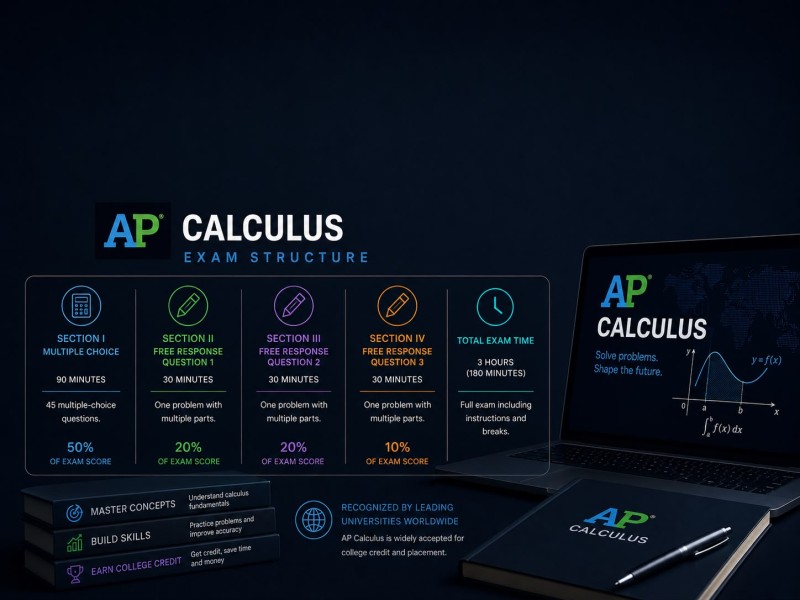 AP® CALCULUS
EXAM STRUCTURE
SECTION I
MULTIPLE CHOICE
90 MINUTES
45 multiple-choice
questions.
50%
OF EXAM SCORE
SECTION II
FREE RESPONSE
QUESTION 1
30 MINUTES
One problem with
multiple parts.
20%
OF EXAM SCORE
SECTION III
FREE RESPONSE
QUESTION 2
30 MINUTES
One problem with
multiple parts.
20%
OF EXAM SCORE
SECTION IV
FREE RESPONSE
QUESTION 3
30 MINUTES
One problem with
multiple parts.
10%
OF EXAM SCORE
TOTAL EXAM TIME
3 HOURS
(180 MINUTES)
Full exam including
instructions and
breaks.
AP®
CALCULUS
Solve problems.
Shape the future.
y
y = f(x)
0 a b x
∫_a^b f(x) dx
MASTER CONCEPTS
Understand calculus
fundamentals
BUILD SKILLS
Practice problems and
improve accuracy
EARN COLLEGE CREDIT
Get credit, save time
and money
RECOGNIZED BY LEADING
UNIVERSITIES WORLDWIDE
AP Calculus is widely accepted for
college credit and placement.
AP®
CALCULUS